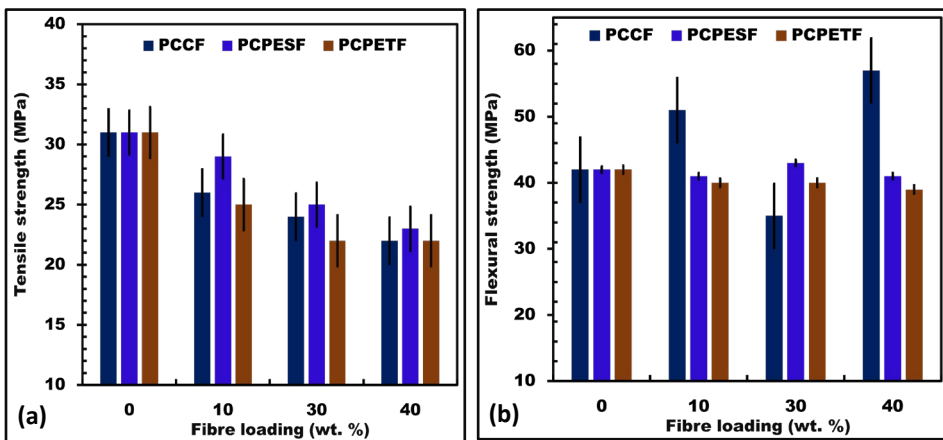 40
35
30
25
20
10
Tensile strength (MPa)
PCCF PCPESF PCPETF
0 10 30 40
Fibre loading (wt. %)
(a)
60
50
40
30
20
10
Flexural strength (MPa)
PCCF PCPESF PCPETF
0 10 30 40
Fibre loading (wt. %)
(b)